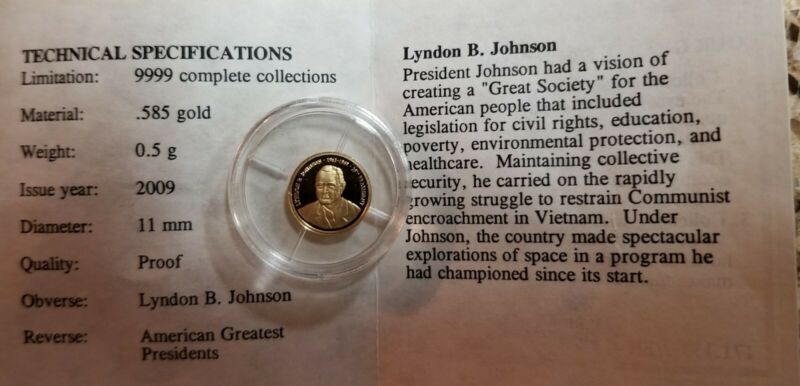 TECHNICAL SPECIFICATIONS
Limitation: 9999 complete collections
Material: .585 gold
Weight: 0.5 g
Issue year: 2009
Diameter: 11 mm
Quality: Proof
Obverse: Lyndon B. Johnson
Reverse: American Greatest
Presidents
Lyndon B. Johnson
President Johnson had a vision of
creating a "Great Society" for the
American people that included
legislation for civil rights, education,
poverty, environmental protection, and
healthcare. Maintaining collective
security, he carried on the rapidly
growing struggle to restrain Communist
encroachment in Vietnam. Under
Johnson, the country made spectacular
explorations of space in a program he
had championed since its start.
LYNDON B. JOHNSON · 1963-1969 ·